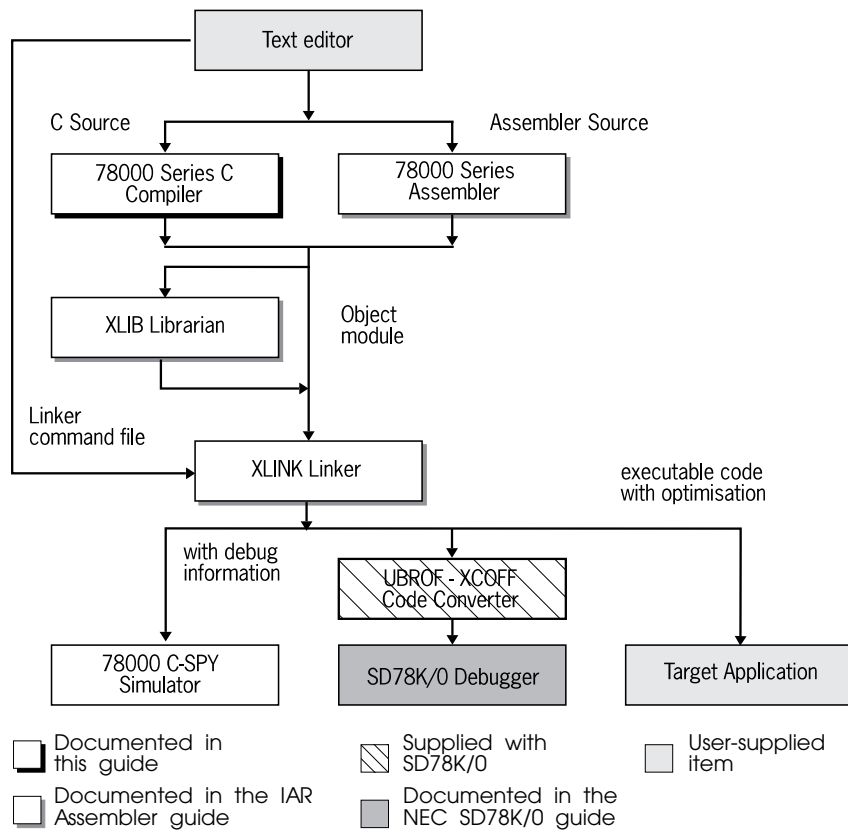 Text editor
C Source
Assembler Source
78000 Series C
Compiler
78000 Series
Assembler
XLIB Librarian
Object
module
Linker
command file
XLINK Linker
executable code
with optimisation
with debug
information
UBROF - XCOFF
Code Converter
78000 C-SPY
Simulator
SD78K/0 Debugger
Target Application
Documented in
this guide
Supplied with
SD78K/0
User-supplied
item
Documented in the IAR
Assembler guide
Documented in the
NEC SD78K/0 guide